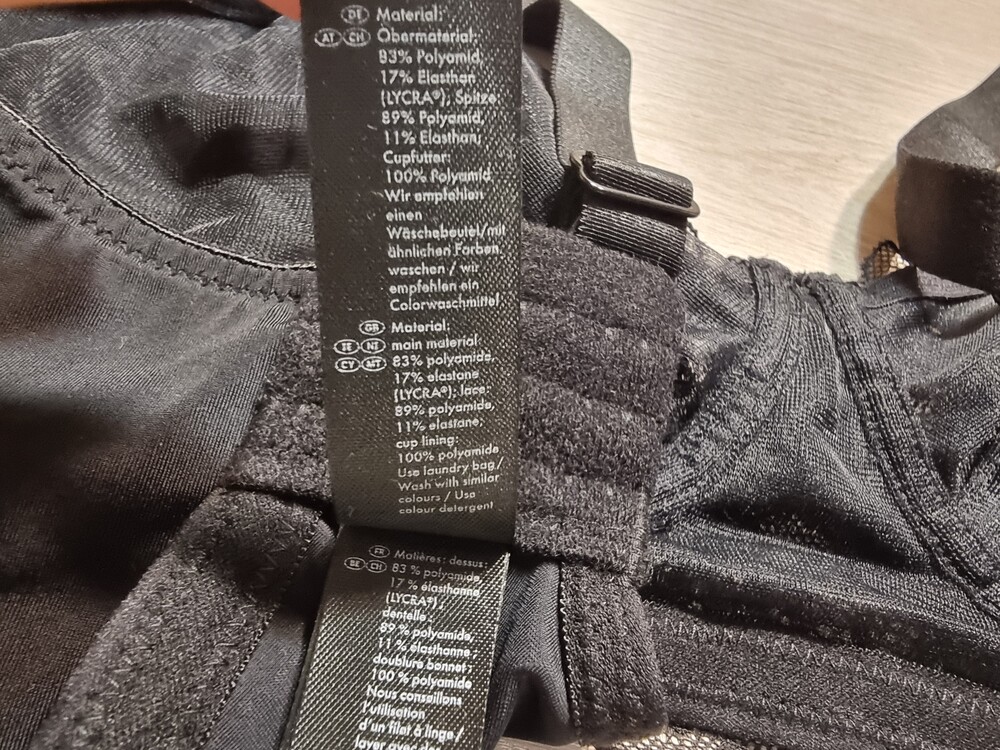 DE Material:
AT CH Obermaterial:
83% Polyamid,
17% Elasthan
(LYCRA®); Spitze:
89% Polyamid,
11% Elasthan;
Cupfutter:
100% Polyamid
Wir empfehlen
einen
Wäschebeutel/mit
ähnlichen Farben
waschen / wir
empfehlen ein
Colorwaschmittel
GB Material:
IE NI main material:
CY MT 83% polyamide,
17% elastane
(LYCRA®); lace:
89% polyamide,
11% elastane;
cup lining:
100% polyamide
Use laundry bag/
Wash with similar
colours / Use
colour detergent
FR Matières: dessus:
BE CH 83 % polyamide,
17 % élasthanne
(LYCRA®) ;
dentelle :
89 % polyamide,
11 % élasthanne ;
doublure bonnet :
100 % polyamide
Nous conseillons
l'utilisation
d'un filet à linge /
laver avec des